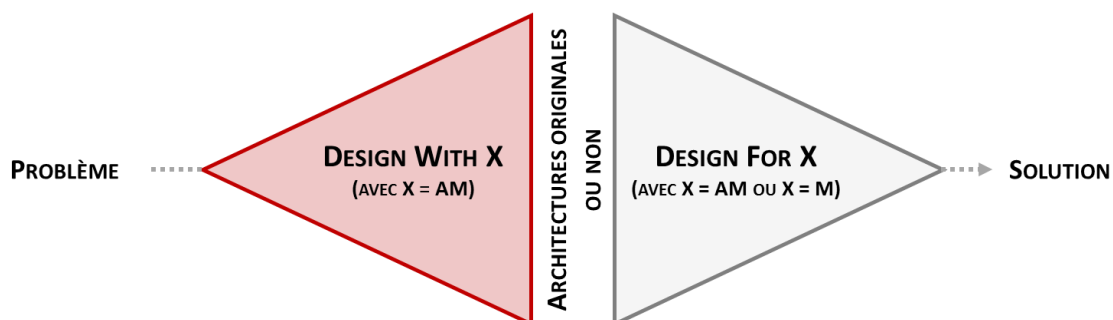 PROBLÈME
DESIGN WITH X
(AVEC X = AM)
ARCHITECTURES ORIGINALES
OU NON
DESIGN FOR X
(AVEC X = AM OU X = M)
SOLUTION